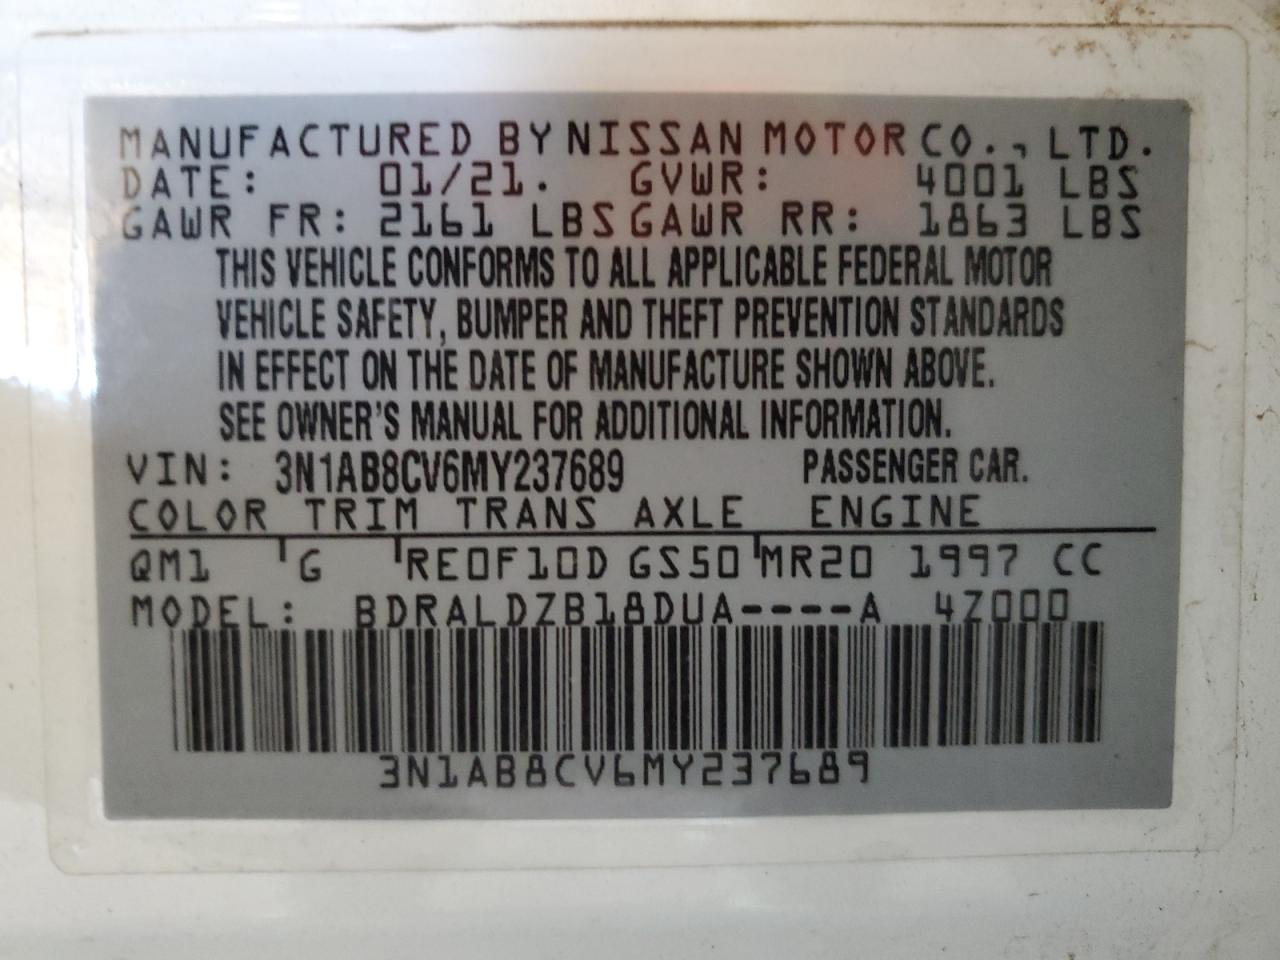 MANUFACTURED BY NISSAN MOTOR CO., LTD.
DATE: 01/21. GVWR: 4001 LBS
GAWR FR: 2161 LBS GAWR RR: 1863 LBS
THIS VEHICLE CONFORMS TO ALL APPLICABLE FEDERAL MOTOR
VEHICLE SAFETY, BUMPER AND THEFT PREVENTION STANDARDS
IN EFFECT ON THE DATE OF MANUFACTURE SHOWN ABOVE.
SEE OWNER'S MANUAL FOR ADDITIONAL INFORMATION.
VIN: 3N1AB8CV6MY237689 PASSENGER CAR.
COLOR TRIM TRANS AXLE ENGINE
QM1 G RE0F10D GS50 MR20 1997 CC
MODEL: BDRALDZB18DUA----A 4Z000
3N1AB8CV6MY237689